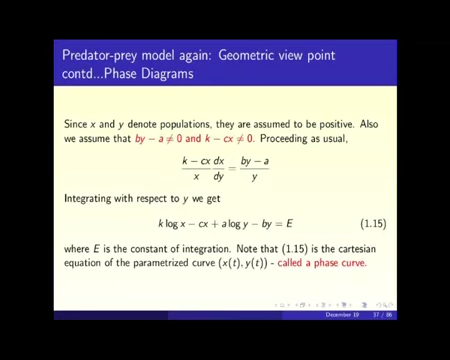 Predator-prey model again: Geometric view point
contd...Phase Diagrams
Since x and y denote populations, they are assumed to be positive. Also
we assume that by − a ≠ 0 and k − cx ≠ 0. Proceeding as usual,
(k − cx)/x dx/dy = (by − a)/y
Integrating with respect to y we get
k log x − cx + a log y − by = E (1.15)
where E is the constant of integration. Note that (1.15) is the cartesian
equation of the parametrized curve (x(t), y(t)) - called a phase curve.
December 19 37 / 86